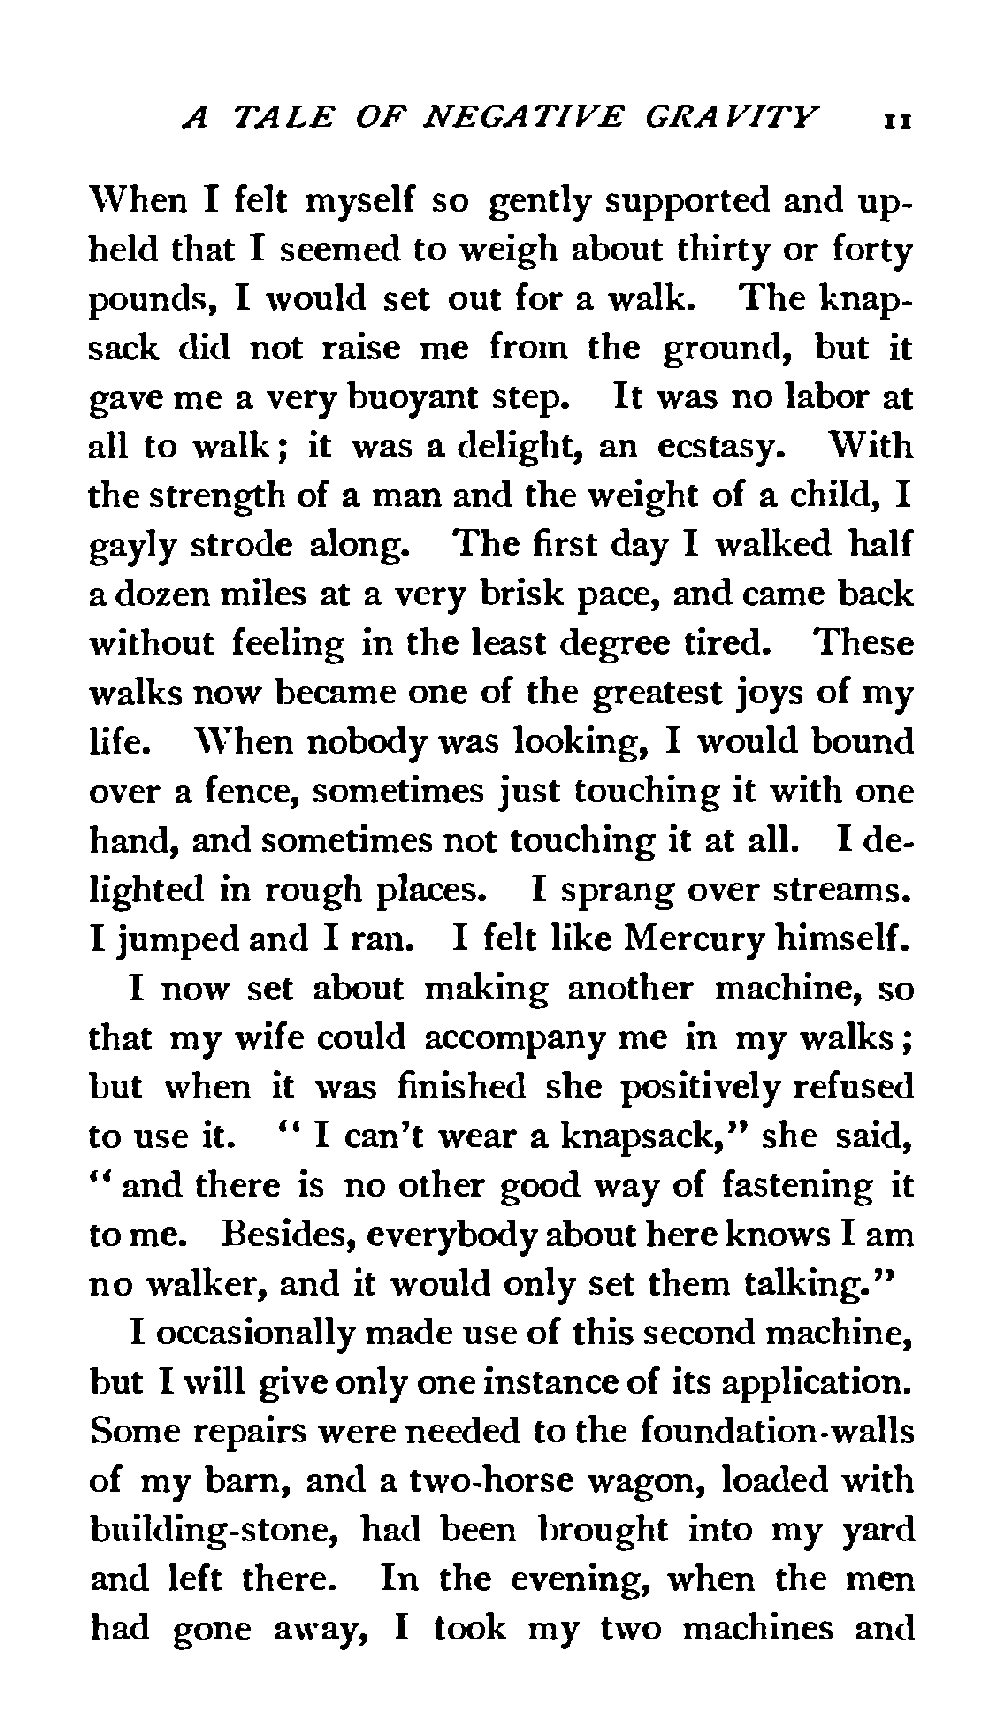 A TALE OF NEGATIVE GRAVITY 11
When I felt myself so gently supported and up-
held that I seemed to weigh about thirty or forty
pounds, I would set out for a walk. The knap-
sack did not raise me from the ground, but it
gave me a very buoyant step. It was no labor at
all to walk; it was a delight, an ecstasy. With
the strength of a man and the weight of a child, I
gayly strode along. The first day I walked half
a dozen miles at a very brisk pace, and came back
without feeling in the least degree tired. These
walks now became one of the greatest joys of my
life. When nobody was looking, I would bound
over a fence, sometimes just touching it with one
hand, and sometimes not touching it at all. I de-
lighted in rough places. I sprang over streams.
I jumped and I ran. I felt like Mercury himself.
I now set about making another machine, so
that my wife could accompany me in my walks;
but when it was finished she positively refused
to use it. "I can't wear a knapsack," she said,
"and there is no other good way of fastening it
to me. Besides, everybody about here knows I am
no walker, and it would only set them talking."
I occasionally made use of this second machine,
but I will give only one instance of its application.
Some repairs were needed to the foundation-walls
of my barn, and a two-horse wagon, loaded with
building-stone, had been brought into my yard
and left there. In the evening, when the men
had gone away, I took my two machines and